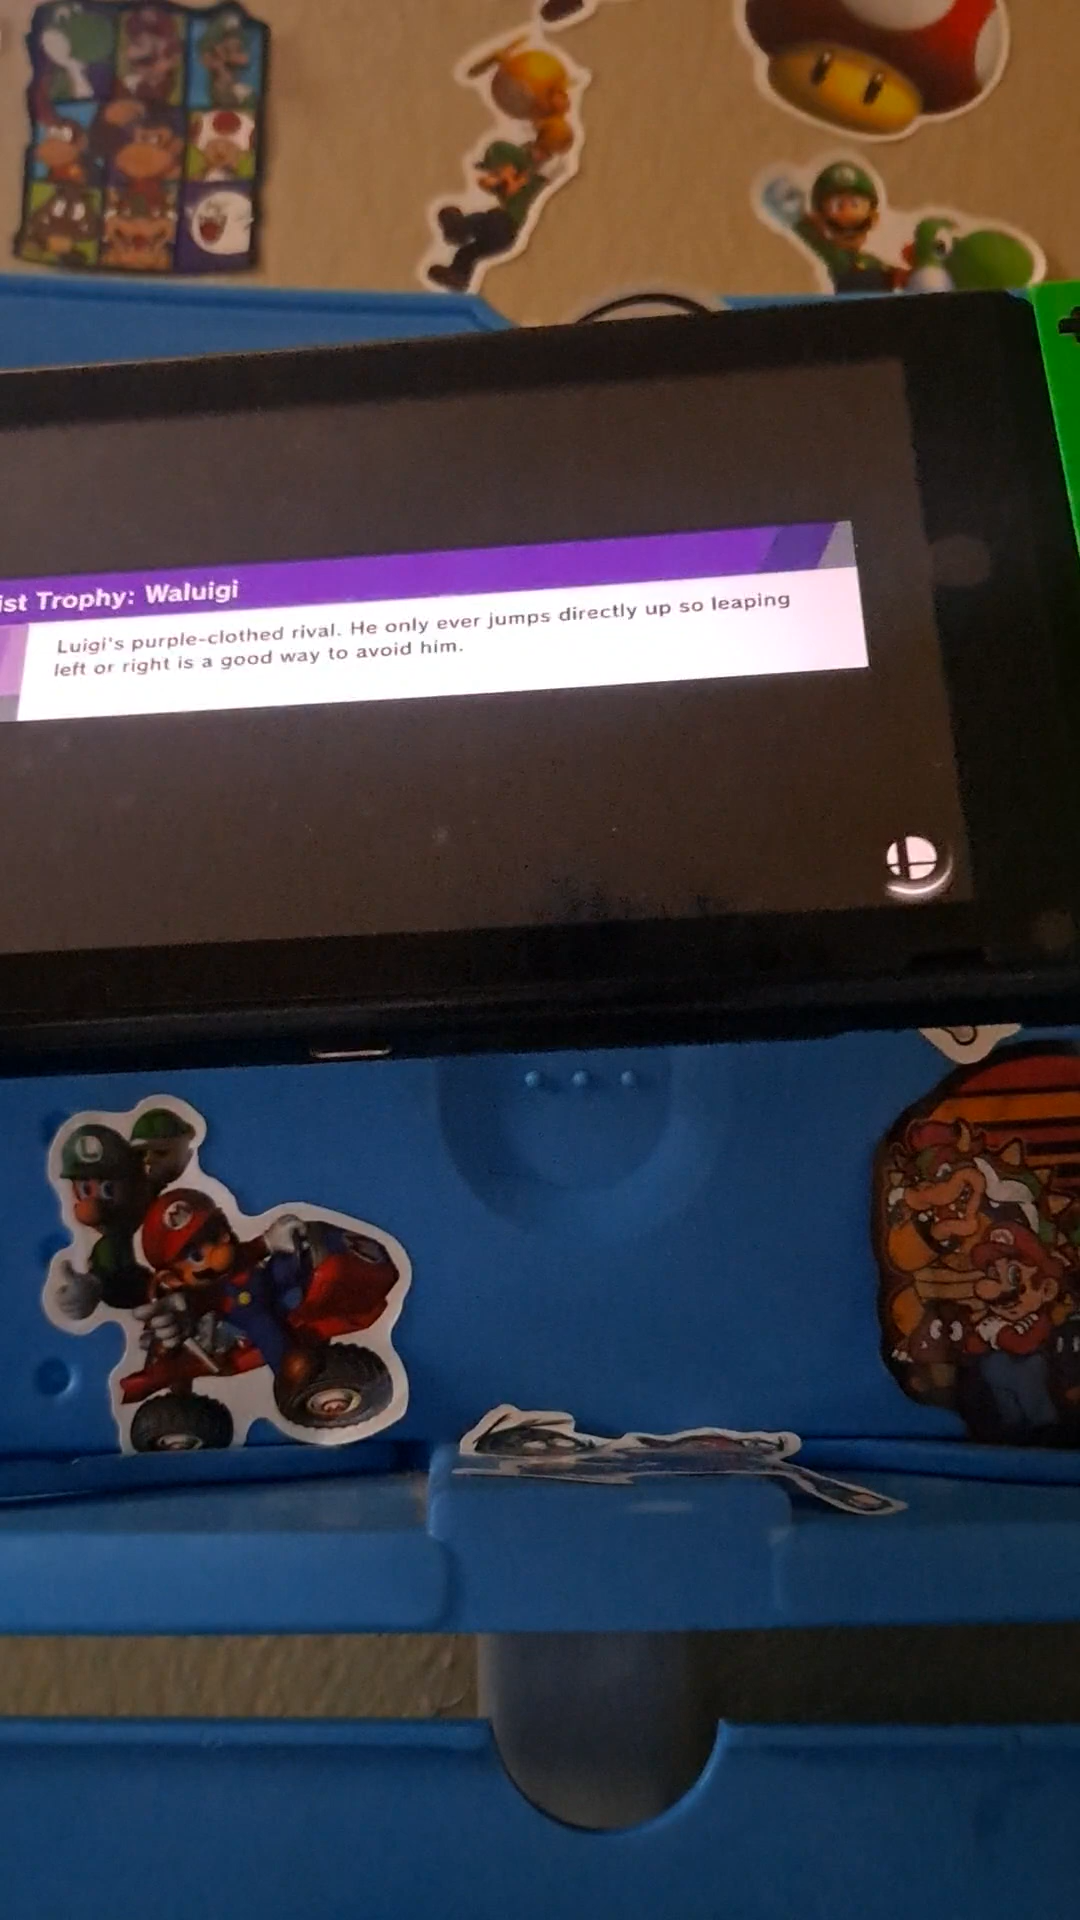 ist Trophy: Waluigi
Luigi's purple-clothed rival. He only ever jumps directly up so leaping
left or right is a good way to avoid him.
L
M